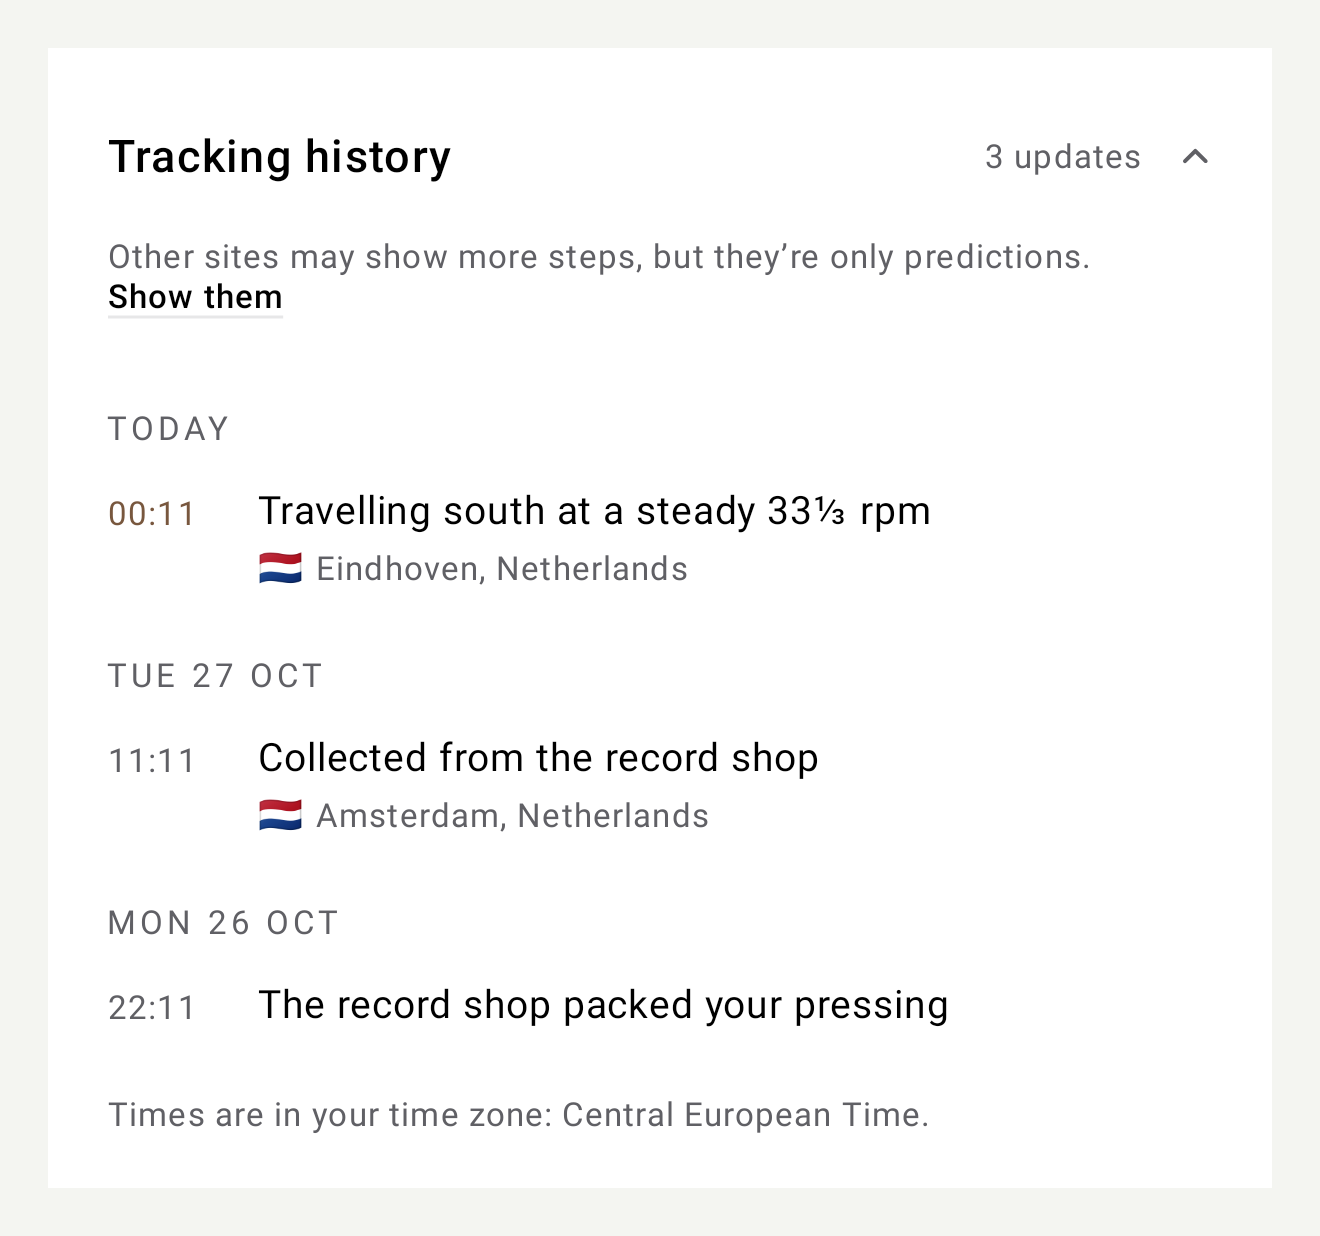 Tracking history
3 updates
Other sites may show more steps, but they’re only predictions.
Show them
TODAY
00:11
Travelling south at a steady 33⅓ rpm
Eindhoven, Netherlands
TUE 27 OCT
11:11
Collected from the record shop
Amsterdam, Netherlands
MON 26 OCT
22:11
The record shop packed your pressing
Times are in your time zone: Central European Time.